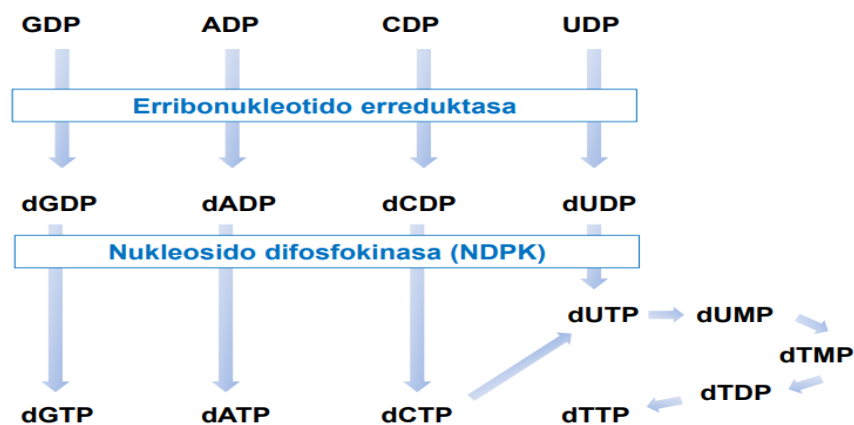 GDP ADP CDP UDP
Erribonukleotido erreduktasa
dGDP dADP dCDP dUDP
Nukleosido difosfokinasa (NDPK)
dUTP dUMP
dTMP
dTDP
dGTP dATP dCTP dTTP